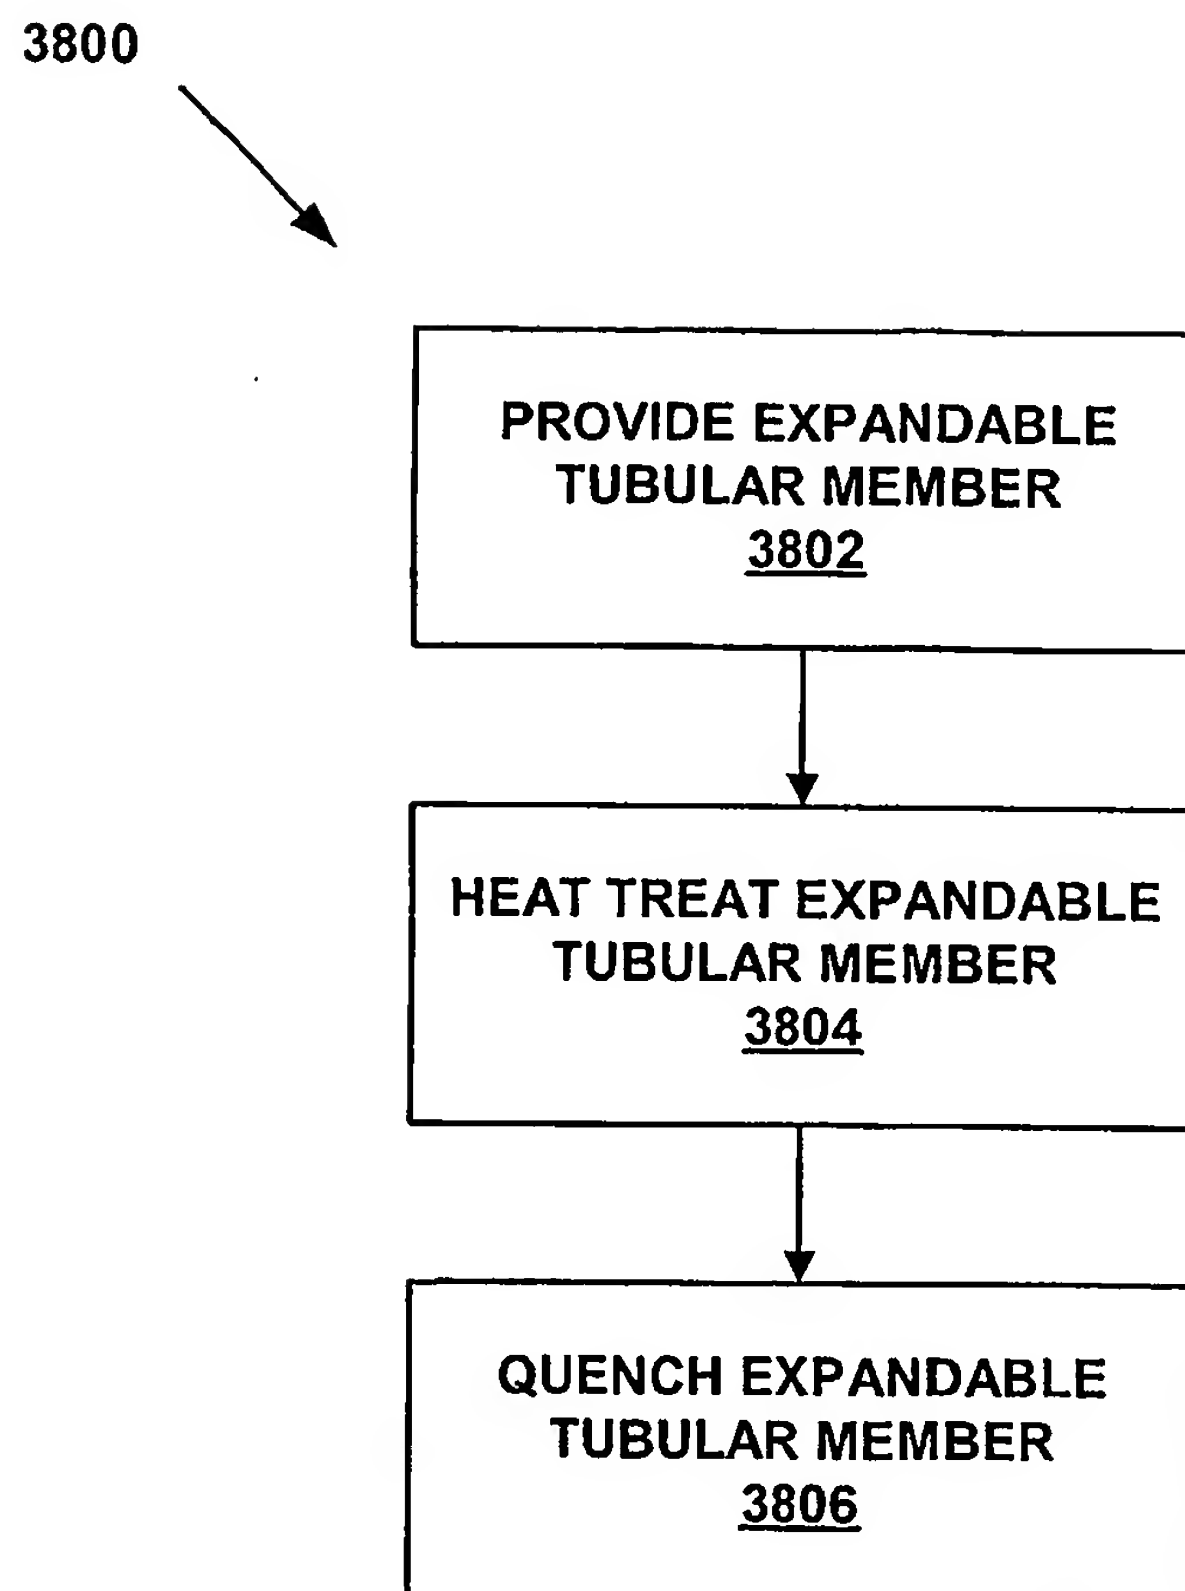 3800
PROVIDE EXPANDABLE
TUBULAR MEMBER
3802
HEAT TREAT EXPANDABLE
TUBULAR MEMBER
3804
QUENCH EXPANDABLE
TUBULAR MEMBER
3806